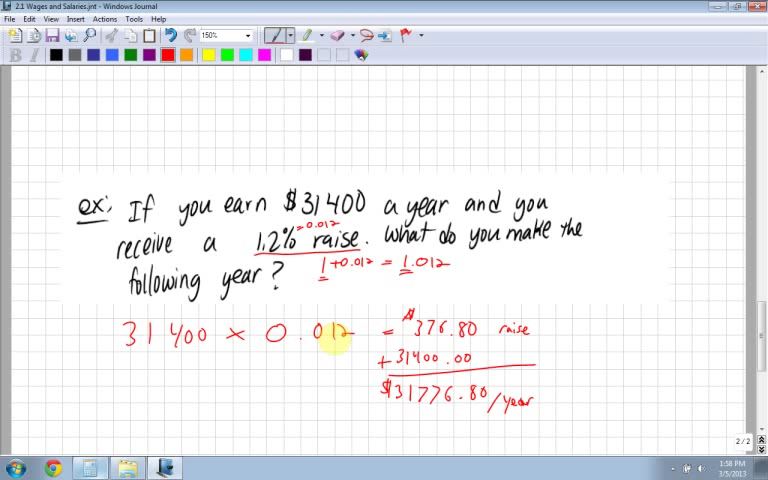 2.1 Wages and Salaries.jnt - Windows Journal
File Edit View Insert Actions Tools Help
150%
B I
ex: If you earn $31400 a year and you
= 0.012
receive a 1.2% raise. What do you make the
1 + 0.012 = 1.012
following year?
31400 × 0.012 = $376.80 raise
+ 31400.00
$31776.80/year
2/2
1:58 PM
3/5/2013